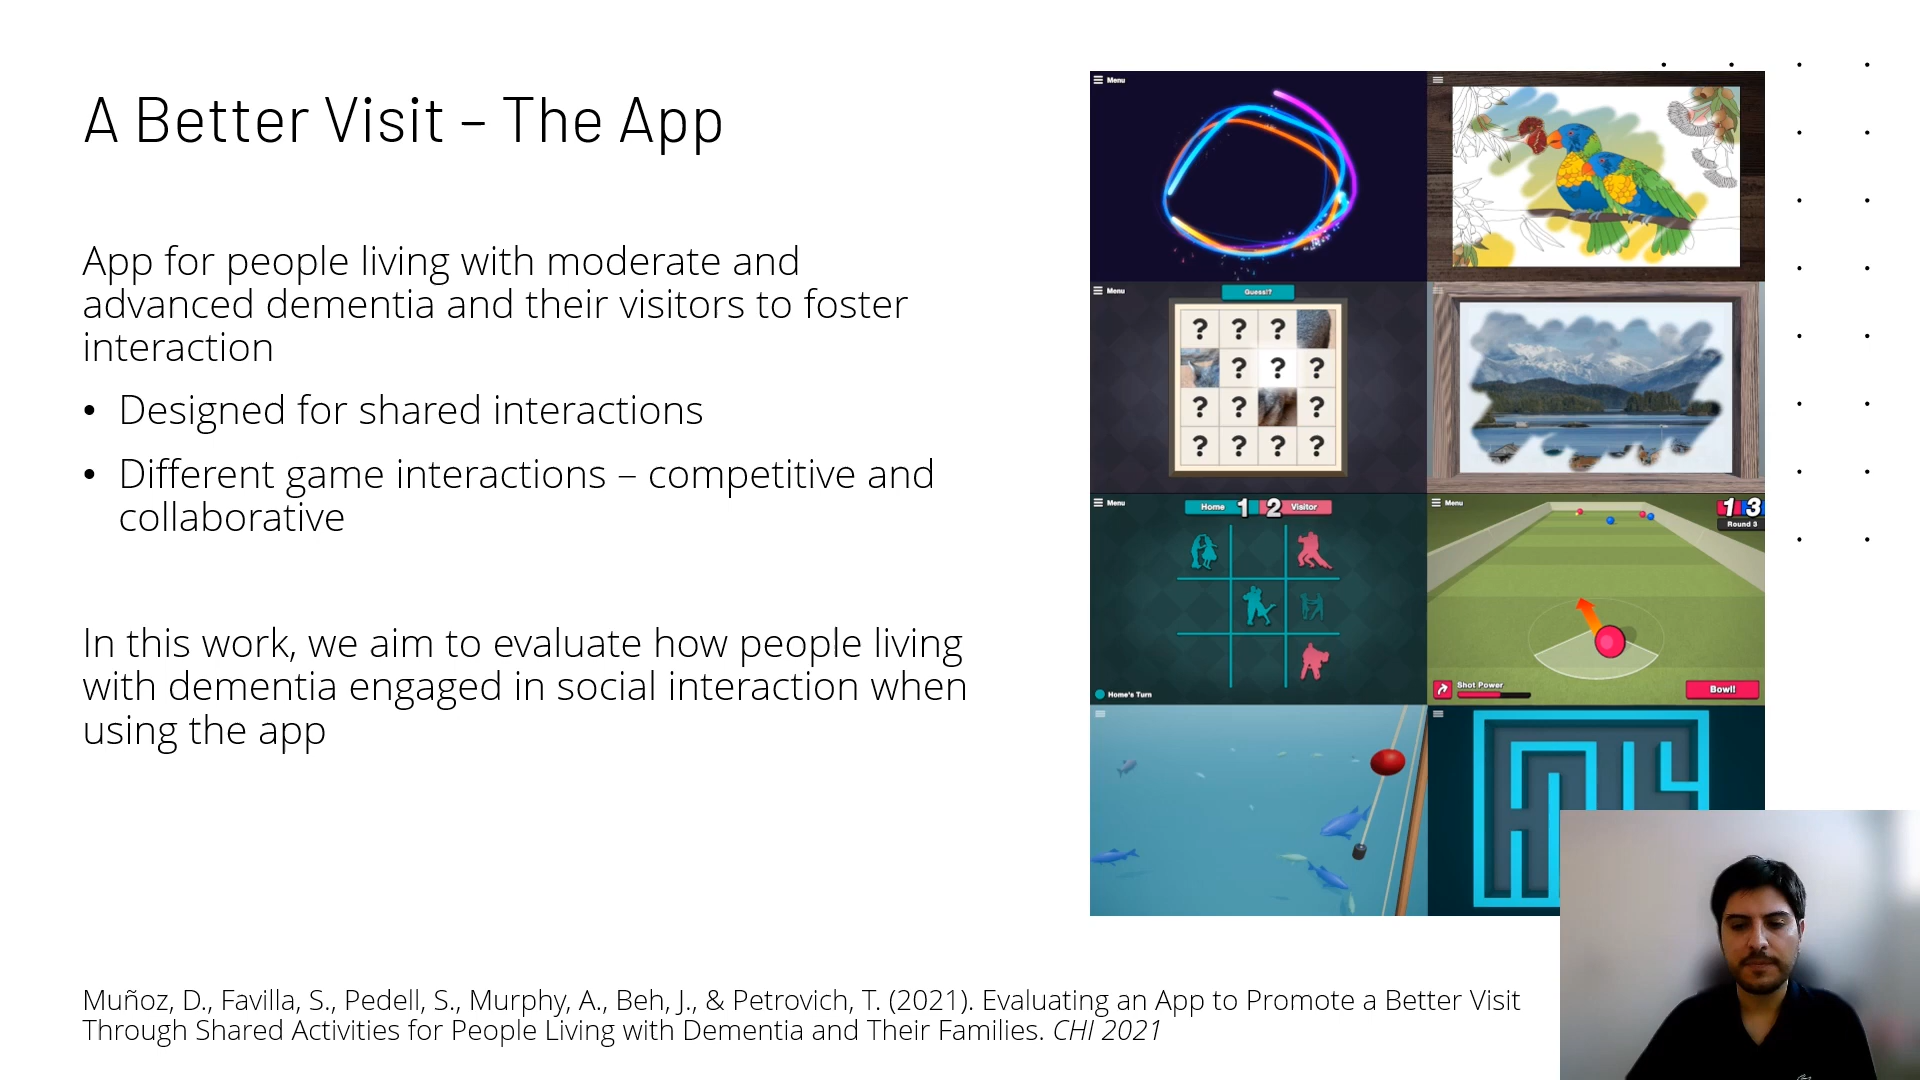 A Better Visit – The App
App for people living with moderate and
advanced dementia and their visitors to foster
interaction
• Designed for shared interactions
• Different game interactions – competitive and
collaborative
In this work, we aim to evaluate how people living
with dementia engaged in social interaction when
using the app
Menu
Menu
Guess!?
? ? ?
? ? ?
? ? ?
? ? ? ?
Menu
Home 1 2 Visitor
Home's Turn
Menu
1 3
Round 3
Shot Power
Bowl!
Muñoz, D., Favilla, S., Pedell, S., Murphy, A., Beh, J., & Petrovich, T. (2021). Evaluating an App to Promote a Better Visit
Through Shared Activities for People Living with Dementia and Their Families. CHI 2021